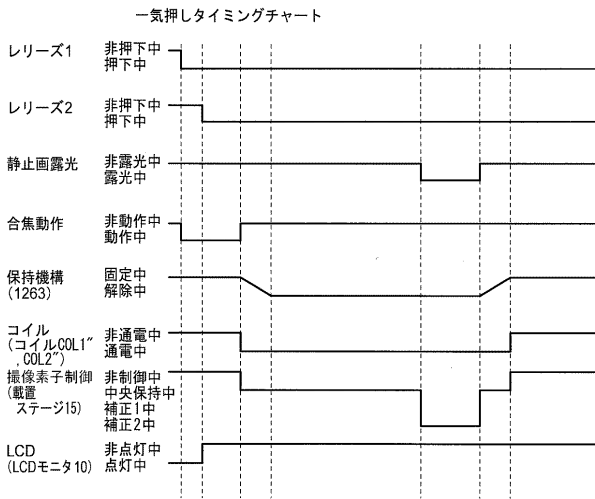 一気押しタイミングチャート
レリーズ1
非押下中
押下中
レリーズ2
非押下中
押下中
静止画露光
非露光中
露光中
合焦動作
非動作中
動作中
保持機構
(1263)
固定中
解除中
コイル
(コイルCOL1"
,COL2")
非通電中
通電中
撮像素子制御
(載置
ステージ15)
非制御中
中央保持中
補正1中
補正2中
LCD
(LCDモニタ10)
非点灯中
点灯中